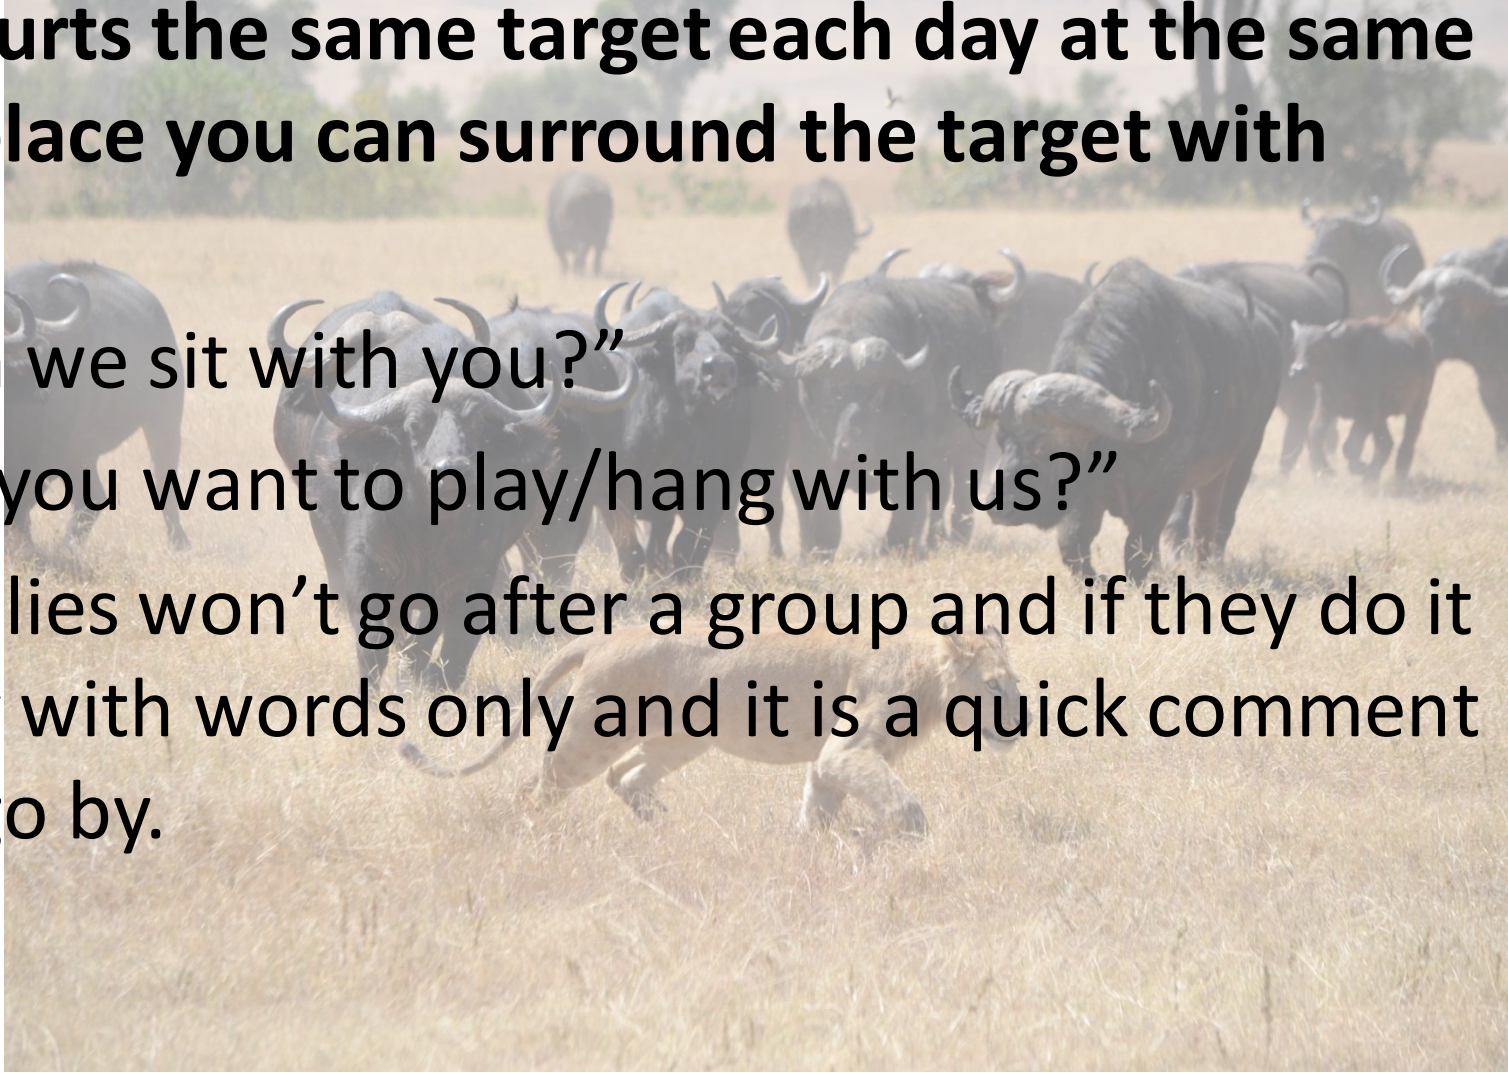 urts the same target each day at the same
lace you can surround the target with
we sit with you?”
you want to play/hang with us?”
lies won’t go after a group and if they do it
with words only and it is a quick comment
o by.